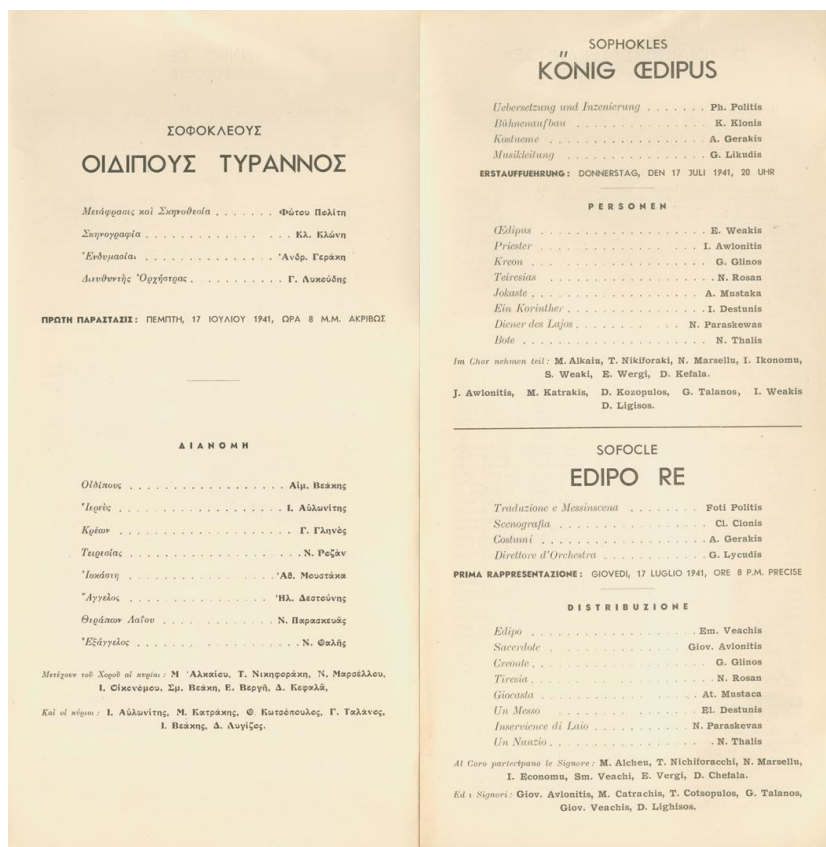 ΣΟΦΟΚΛΕΟΥΣ
ΟΙΔΙΠΟΥΣ ΤΥΡΑΝΝΟΣ
Μετάφρασις καὶ Σκηνοθεσία . . . . . . . Φώτου Πολίτη
Σκηνογραφία . . . . . . . . . . . . . Κλ. Κλώνη
Ἐνδυμασίαι . . . . . . . . . . . . . Ἀνδρ. Γεράκη
Διευθυντὴς Ὀρχήστρας . . . . . . . . . . . Γ. Λυκούδης
ΠΡΩΤΗ ΠΑΡΑΣΤΑΣΙΣ: ΠΕΜΠΤΗ, 17 ΙΟΥΛΙΟΥ 1941, ΩΡΑ 8 Μ.Μ. ΑΚΡΙΒΩΣ
ΔΙΑΝΟΜΗ
Οἰδίπους . . . . . . . . . . . . . . . . . Αἰμ. Βεάκης
Ἱερεὺς . . . . . . . . . . . . . . . . . . Ι. Αὐλωνίτης
Κρέων . . . . . . . . . . . . . . . . . . . Γ. Γληνὸς
Τειρεσίας . . . . . . . . . . . . . . . . . . Ν. Ροζὰν
Ἰοκάστη . . . . . . . . . . . . . . . . Ἀθ. Μουστάκα
Ἄγγελος . . . . . . . . . . . . . . . . Ἠλ. Δεστούνης
Θεράπων Λαΐου . . . . . . . . . . . . Ν. Παρασκευᾶς
Ἐξάγγελος . . . . . . . . . . . . . . . . . Ν. Θαλῆς
Μετέχουν τοῦ Χοροῦ αἱ κυρίαι : Μ Ἀλκαίου, Τ. Νικηφοράκη, Ν. Μαρσέλλου,
Ι. Οἰκονόμου, Σμ. Βεάκη, Ε. Βεργῆ, Δ. Κεφαλᾶ,
Καὶ οἱ κύριοι : Ι. Αὐλωνίτης, Μ. Κατράκης, Θ. Κωτσόπουλος, Γ. Ταλάνος,
Ι. Βεάκης, Δ. Λυγίζος.
SOPHOKLES
KÖNIG ŒDIPUS
Uebersetzung und Inzenierung . . . . . . . Ph. Politis
Bühnenaufbau . . . . . . . . . . . . . . . K. Klonis
Kostueme . . . . . . . . . . . . . . . . . A. Gerakis
Musikleitung . . . . . . . . . . . . . . . G. Likudis
ERSTAUFFUEHRUNG: DONNERSTAG, DEN 17 JULI 1941, 20 UHR
PERSONEN
Œdipus . . . . . . . . . . . . . . . . . . E. Weakis
Priester . . . . . . . . . . . . . . . . . I. Awlonitis
Kreon . . . . . . . . . . . . . . . . . . . G. Glinos
Teiresias . . . . . . . . . . . . . . . . . N. Rosan
Jokaste . . . . . . . . . . . . . . . . . . A. Mustaka
Ein Korinther . . . . . . . . . . . . . . . I. Destunis
Diener des Lajos . . . . . . . . . . N. Paraskewas
Bote . . . . . . . . . . . . . . . . . . . N. Thalis
Im Chor nehmen teil : M. Alkaiu, T. Nikiforaki, N. Marsellu, I. Ikonomu,
S. Weaki, E. Wergi, D. Kefala.
J. Awlonitis, M. Katrakis, D. Kozopulos, G. Talanos, I. Weakis
D. Ligisos.
SOFOCLE
EDIPO RE
Traduzione e Messinscena . . . . . . . Foti Politis
Scenografia . . . . . . . . . . . . . . . . Cl. Clonis
Costumi . . . . . . . . . . . . . . . . . . A. Gerakis
Direttore d'Orchestra . . . . . . . . . . . G. Lycudis
PRIMA RAPPRESENTAZIONE: GIOVEDI, 17 LUGLIO 1941, ORE 8 P.M. PRECISE
DISTRIBUZIONE
Edipo . . . . . . . . . . . . . . . . . . Em. Veachis
Sacerdote . . . . . . . . . . . . . . Giov. Avlonitis
Creonte . . . . . . . . . . . . . . . . . . G. Glinos
Tiresia . . . . . . . . . . . . . . . . . . N. Rosan
Giocasta . . . . . . . . . . . . . . . . At. Mustaca
Un Messo . . . . . . . . . . . . . . . . El. Destunis
Inservience di Laio . . . . . . . . . . N. Paraskevas
Un Nunzio . . . . . . . . . . . . . . . . . N. Thalis
Al Coro partecipano le Signore : M. Alcheu, T. Nichiforacchi, N. Marsellu,
I. Economu, Sm. Veachi, E. Vergi, D. Chefala.
Ed i Signori : Giov. Avlonitis, M. Catrachis, T. Cotsopulos, G. Talanos,
Giov. Veachis, D. Lighisos.